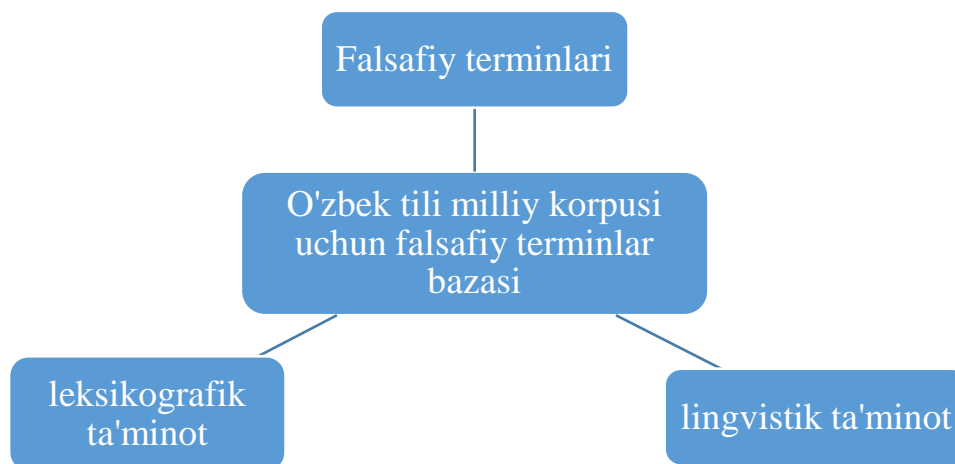 Falsafiy terminlari
O'zbek tili milliy korpusi
uchun falsafiy terminlar
bazasi
leksikografik
ta'minot
lingvistik ta'minot